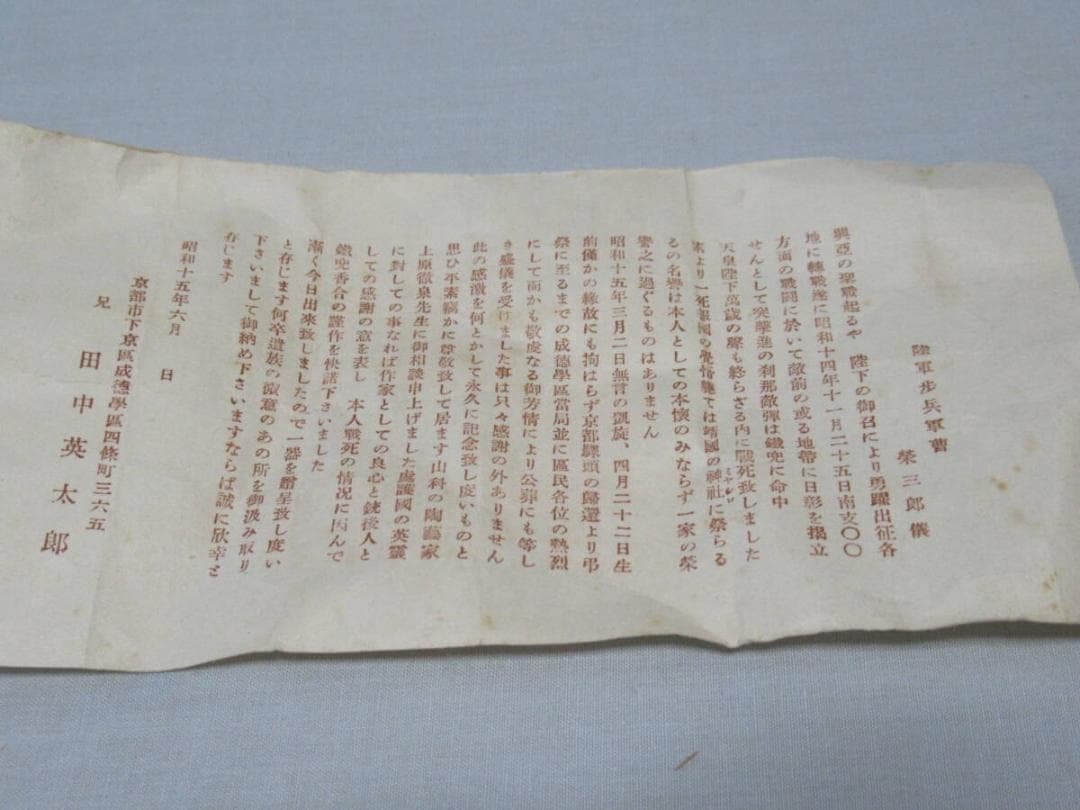 陸軍歩兵軍曹
榮三郎儀
興亞の聖戰起るや　陛下の御召により勇躍出征各
地に轉戰遂に昭和十四年十一月二十五日南支〇〇
方面の戰鬪に於いて敵前の或る地帶に日章を揭立
せんとして突擊進の刹那敵彈は鐵兜に命中
天皇陛下萬歲の聲も終らざる内に戰死致しました
素より一死報國の覺悟軈ては靖國の神社に祭らる
ミヤシロ
るの名譽は本人としての本懷のみならず一家の榮
譽之に過ぐるものはありません
昭和十五年三月二日無言の凱旋、四月二十二日生
前僅かの緣故にも拘はらず京都驛頭の歸還より弔
祭に至るまでの成德學區當局並に區民各位の熱烈
にして而かも敬虔なる御芳情により公葬にも等し
き盛儀を受けました事は只々感謝の外ありません
此の感激を何とかして永久に記念致し度いものと
思ひ平素竊かに尊敬致して居ます山科の陶藝家
上原微泉先生に御相談申上げました處護國の英靈
に對しての事なれば作家としての良心と銃後人と
しての感謝の意を表し　本人戰死の情況に因んで
鐵兜香合の謹作を快諾下さいました
漸く今日出來致しましたので一器を贈呈致し度い
と存じます何卒遺族の微意のあの所を御汲み取り
下さいまして御納め下さいますならば誠に欣幸と
存じます
昭和十五年六月　日
京都市下京區成德學區四條町三六五
兄　田中英太郎